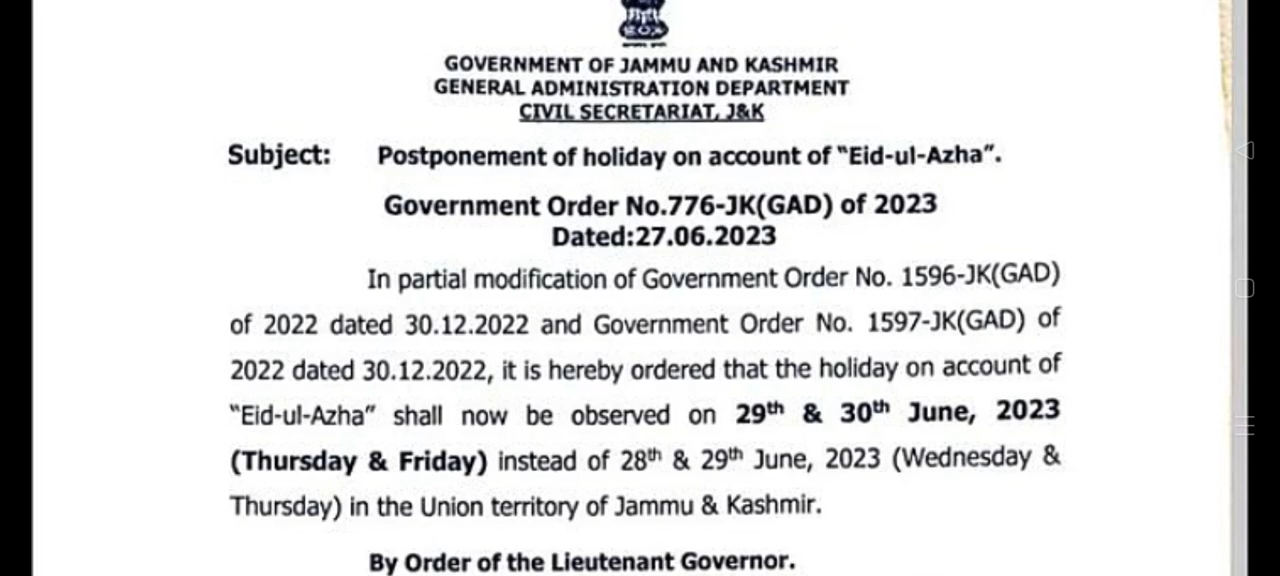 GOVERNMENT OF JAMMU AND KASHMIR
GENERAL ADMINISTRATION DEPARTMENT
CIVIL SECRETARIAT, J&K
Subject: Postponement of holiday on account of "Eid-ul-Azha".
Government Order No.776-JK(GAD) of 2023
Dated:27.06.2023
In partial modification of Government Order No. 1596-JK(GAD)
of 2022 dated 30.12.2022 and Government Order No. 1597-JK(GAD) of
2022 dated 30.12.2022, it is hereby ordered that the holiday on account of
"Eid-ul-Azha" shall now be observed on 29th & 30th June, 2023
(Thursday & Friday) instead of 28th & 29th June, 2023 (Wednesday &
Thursday) in the Union territory of Jammu & Kashmir.
By Order of the Lieutenant Governor.